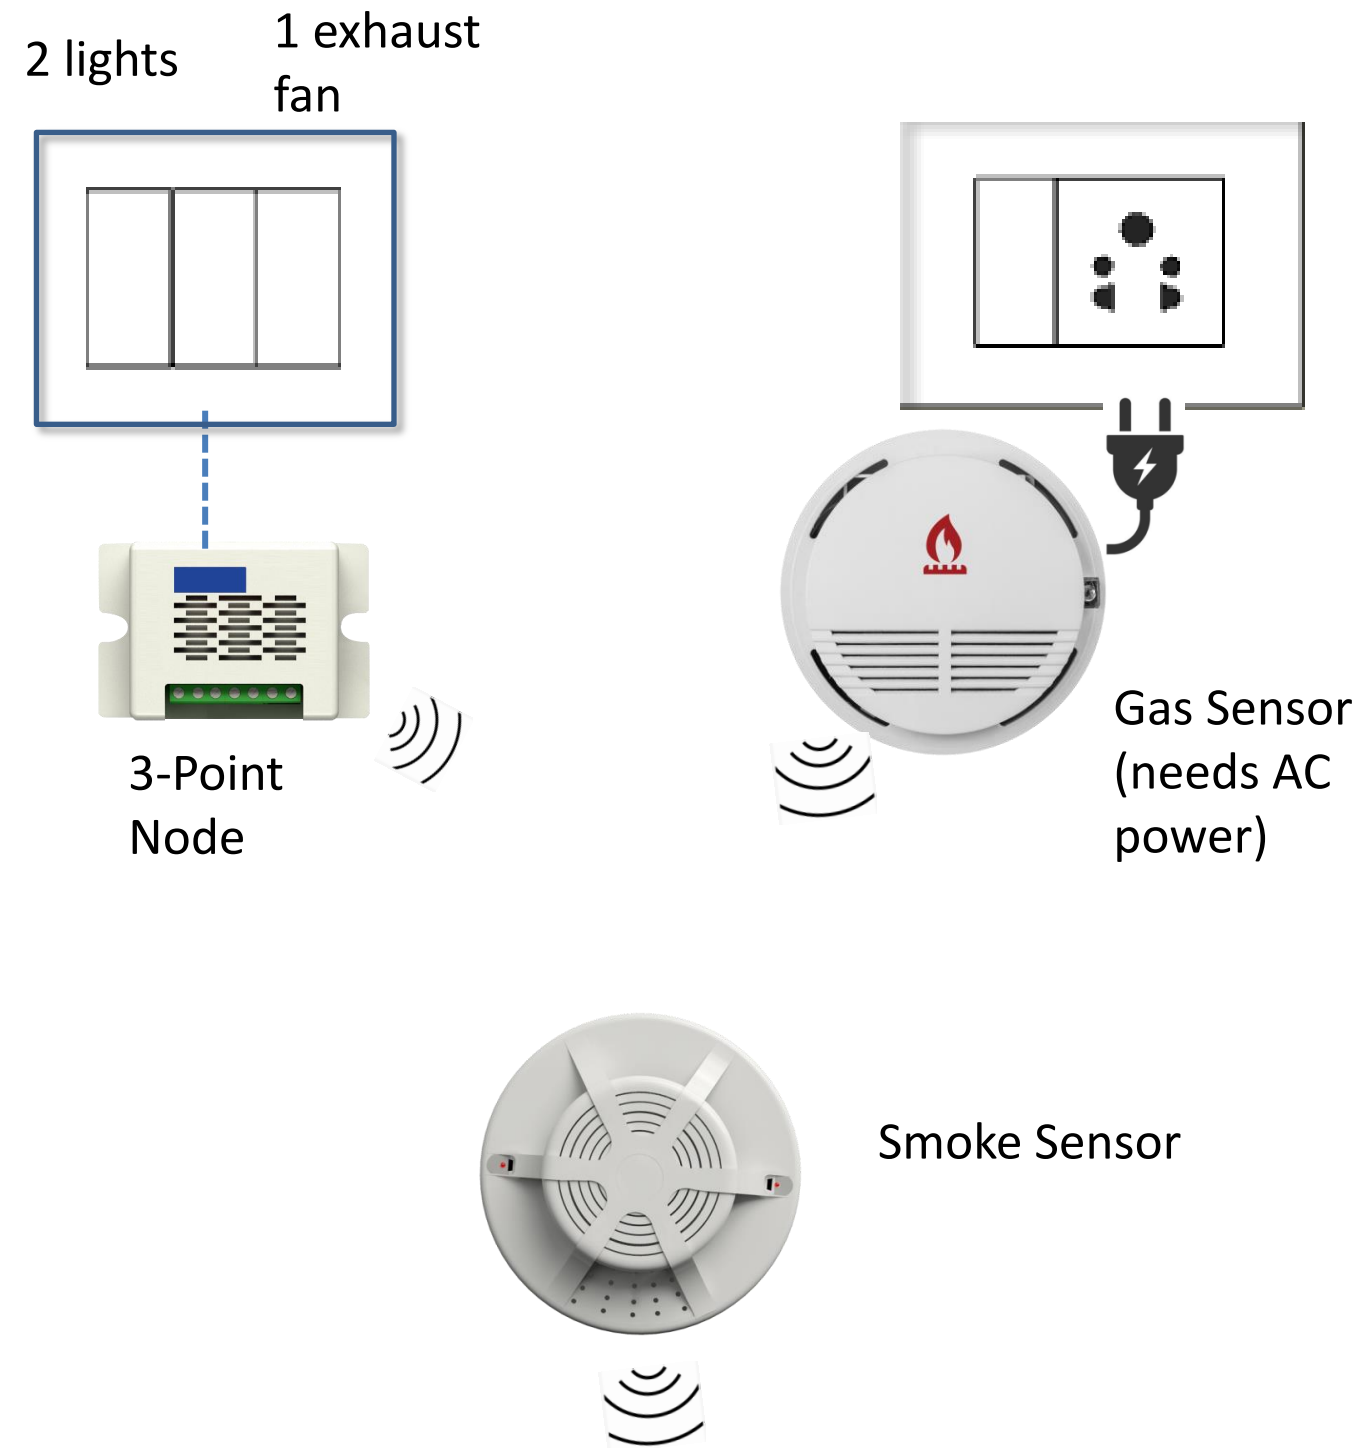 2 lights
1 exhaust
fan
3-Point
Node
Gas Sensor
(needs AC
power)
Smoke Sensor